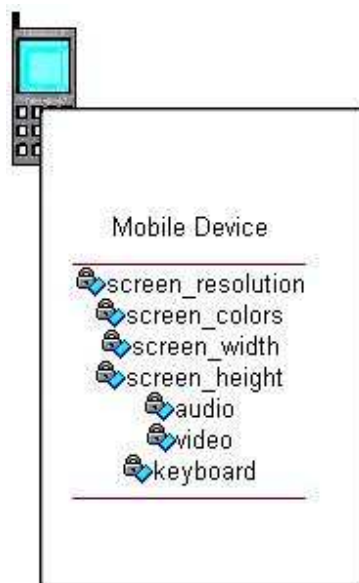 Mobile Device
screen_resolution
screen_colors
screen_width
screen_height
audio
video
keyboard